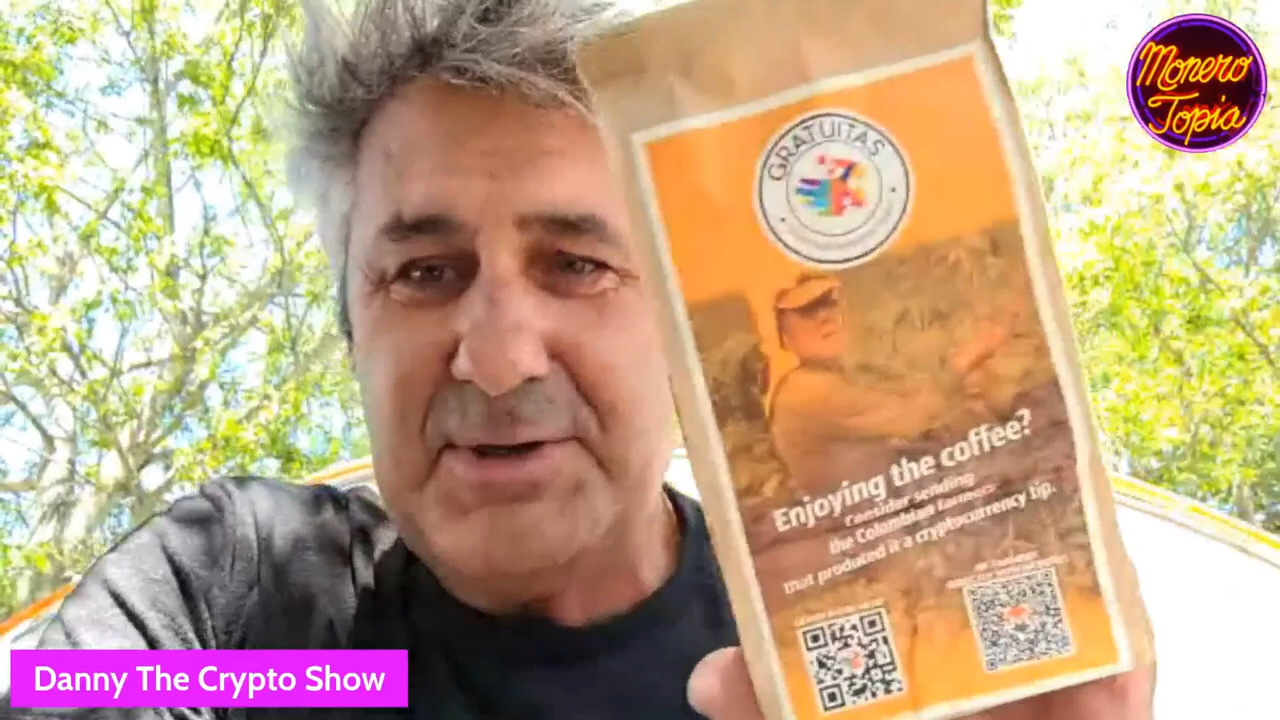 Monero
Topia
GRATUITAS
Enjoying the coffee?
Consider sending
the Colombian farmers
that produced it a cryptocurrency tip.
Danny The Crypto Show